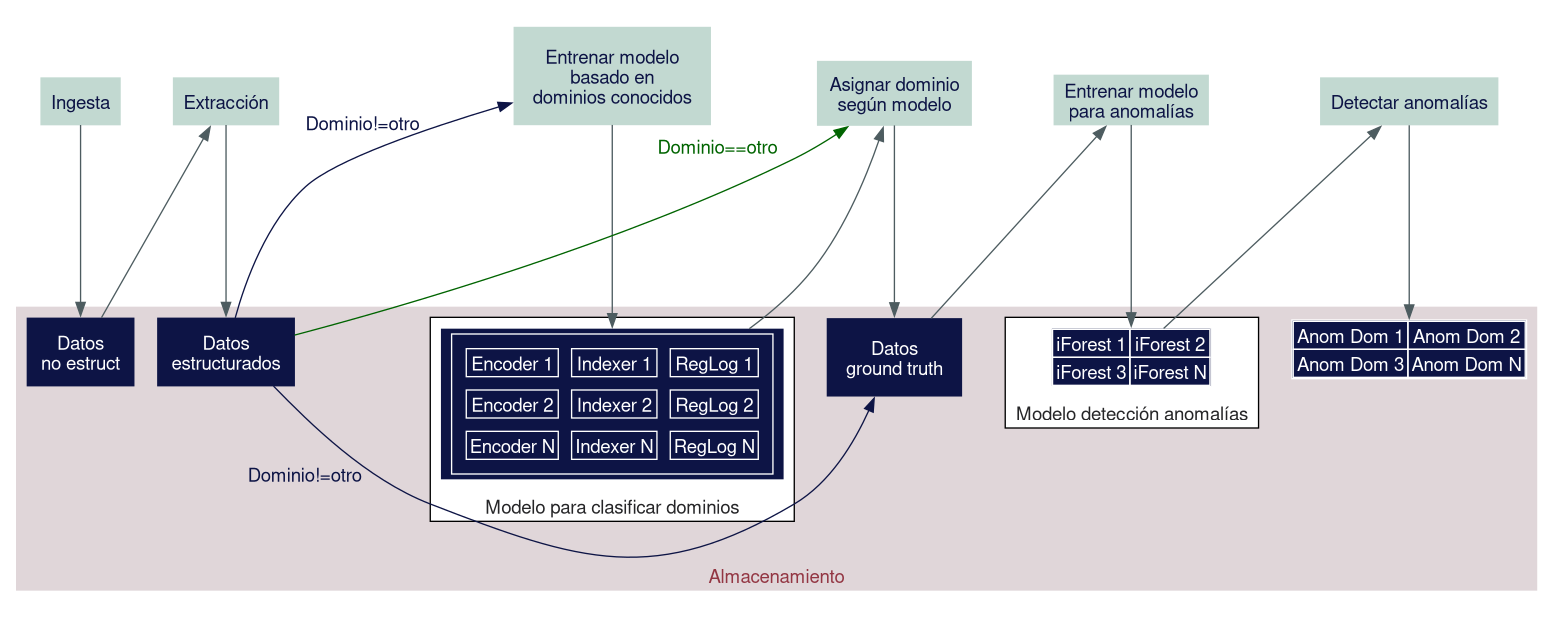 Ingesta
Extracción
Entrenar modelo
basado en
dominios conocidos
Asignar dominio
según modelo
Entrenar modelo
para anomalías
Detectar anomalías
Dominio!=otro
Dominio==otro
Datos
no estruct
Datos
estructurados
Encoder 1 Indexer 1 RegLog 1
Encoder 2 Indexer 2 RegLog 2
Encoder N Indexer N RegLog N
Modelo para clasificar dominios
Datos
ground truth
iForest 1 iForest 2
iForest 3 iForest N
Modelo detección anomalías
Anom Dom 1 Anom Dom 2
Anom Dom 3 Anom Dom N
Dominio!=otro
Almacenamiento